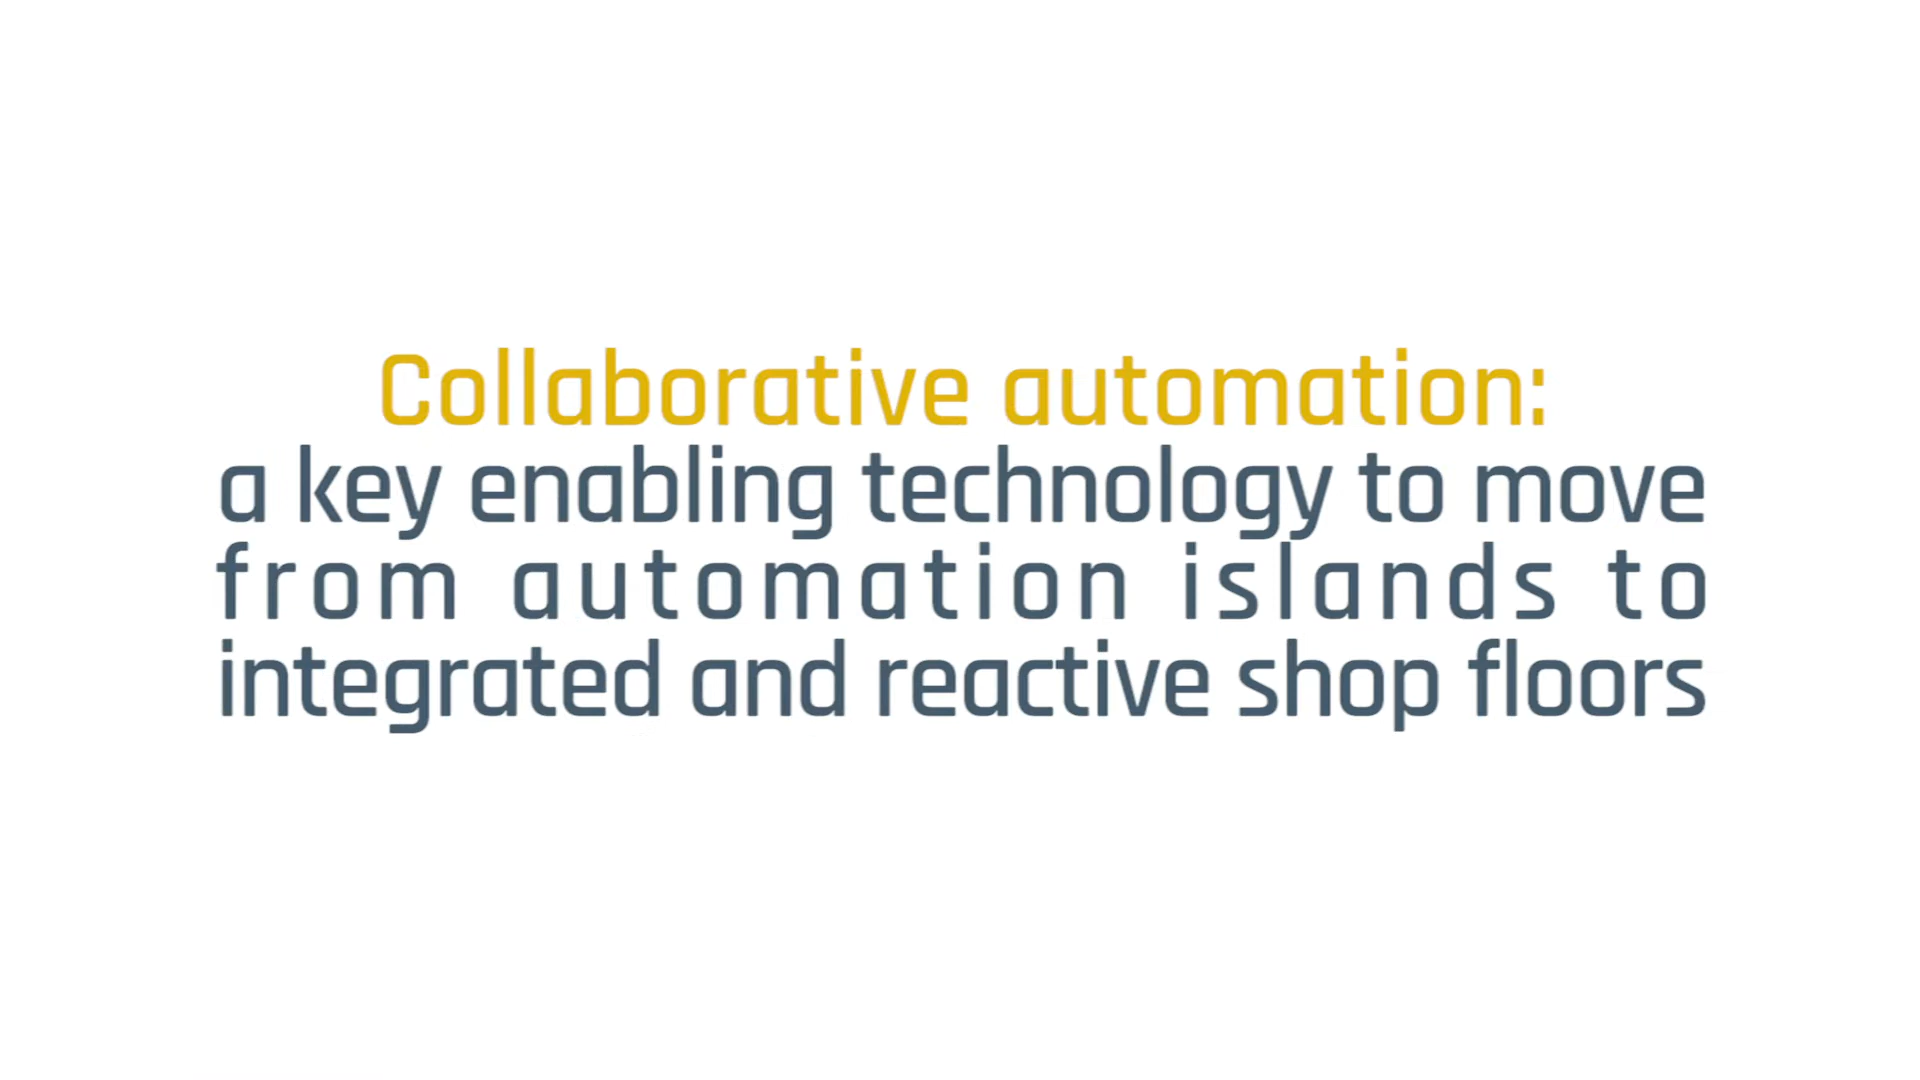 Collaborative automation:
a key enabling technology to move
from automation islands to
integrated and reactive shop floors